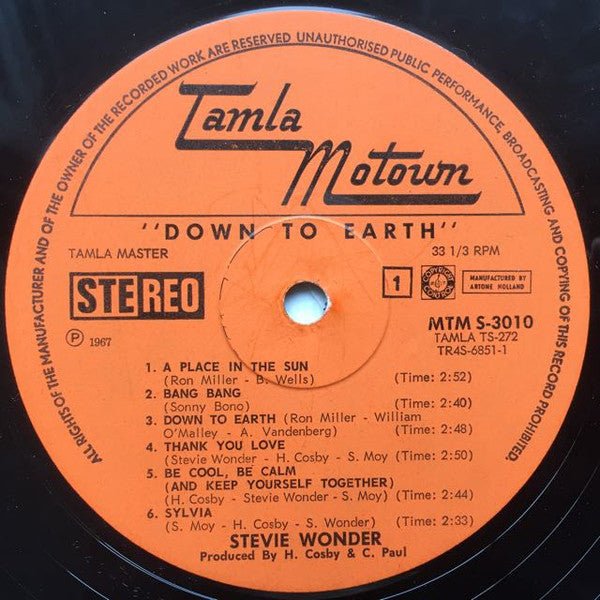 ALL RIGHTS OF THE MANUFACTURER AND OF THE OWNER OF THE RECORDED WORK ARE RESERVED UNAUTHORISED PUBLIC PERFORMANCE, BROADCASTING AND COPYING OF THIS RECORD PROHIBITED.
Tamla
Motown
"DOWN TO EARTH"
TAMLA MASTER 33 1/3 RPM
STEREO 1 COPYRIGHT CONTROL MANUFACTURED BY
ARTONE HOLLAND
MTM S-3010
Ⓟ 1967 TAMLA TS-272
TR4S-6851-1
1. A PLACE IN THE SUN
(Ron Miller - B. Wells) (Time: 2:52)
2. BANG BANG
(Sonny Bono) (Time: 2:40)
3. DOWN TO EARTH (Ron Miller - William
O'Malley - A. Vandenberg) (Time: 2:48)
4. THANK YOU LOVE
(Stevie Wonder - H. Cosby - S. Moy) (Time: 2:50)
5. BE COOL, BE CALM
(AND KEEP YOURSELF TOGETHER)
(H. Cosby - Stevie Wonder - S. Moy) (Time: 2:44)
6. SYLVIA
(S. Moy - H. Cosby - S. Wonder) (Time: 2:33)
STEVIE WONDER
Produced By H. Cosby & C. Paul